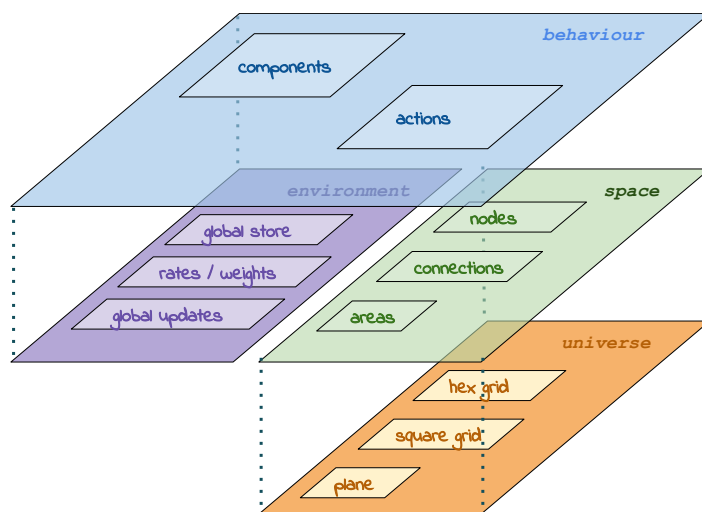 behaviour
components
actions
environment
global store
rates / weights
global updates
space
nodes
connections
areas
universe
hex grid
square grid
plane